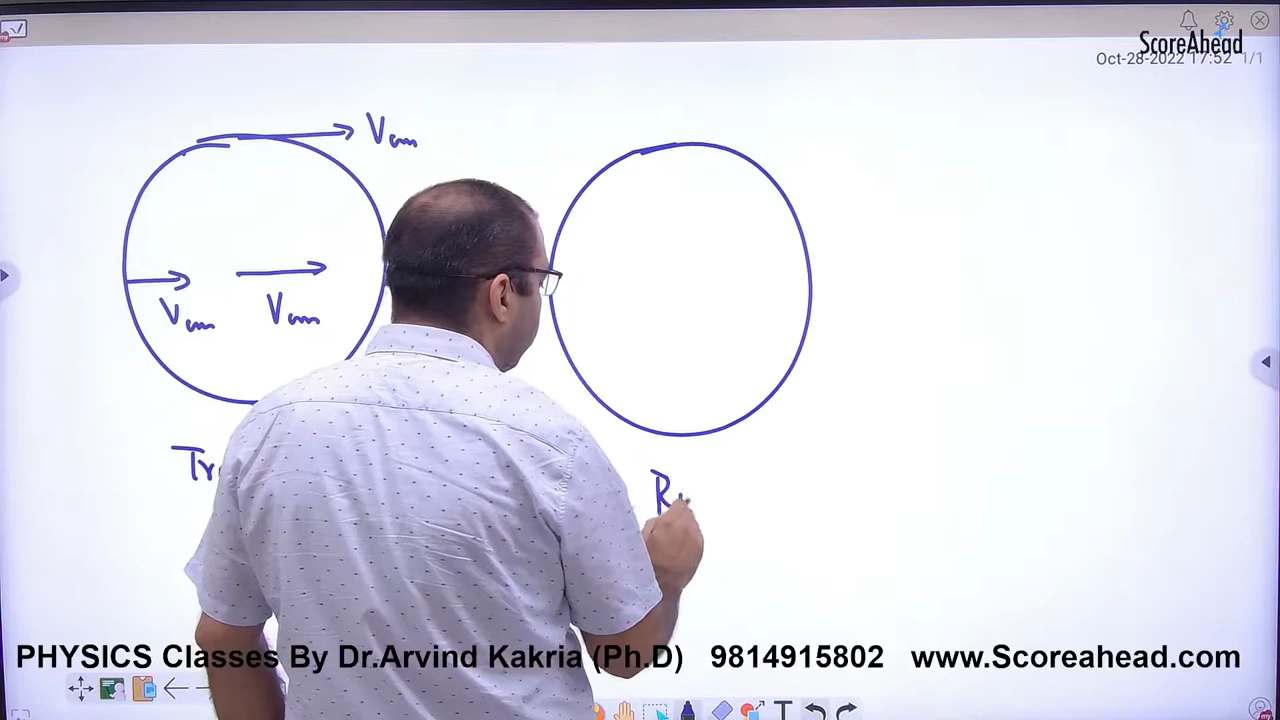 ScoreAhead
Oct-28-2022 17:52 1/1
Vcm
Vcm
Vcm
Tr
R
PHYSICS Classes By Dr.Arvind Kakria (Ph.D) 9814915802 www.Scoreahead.com